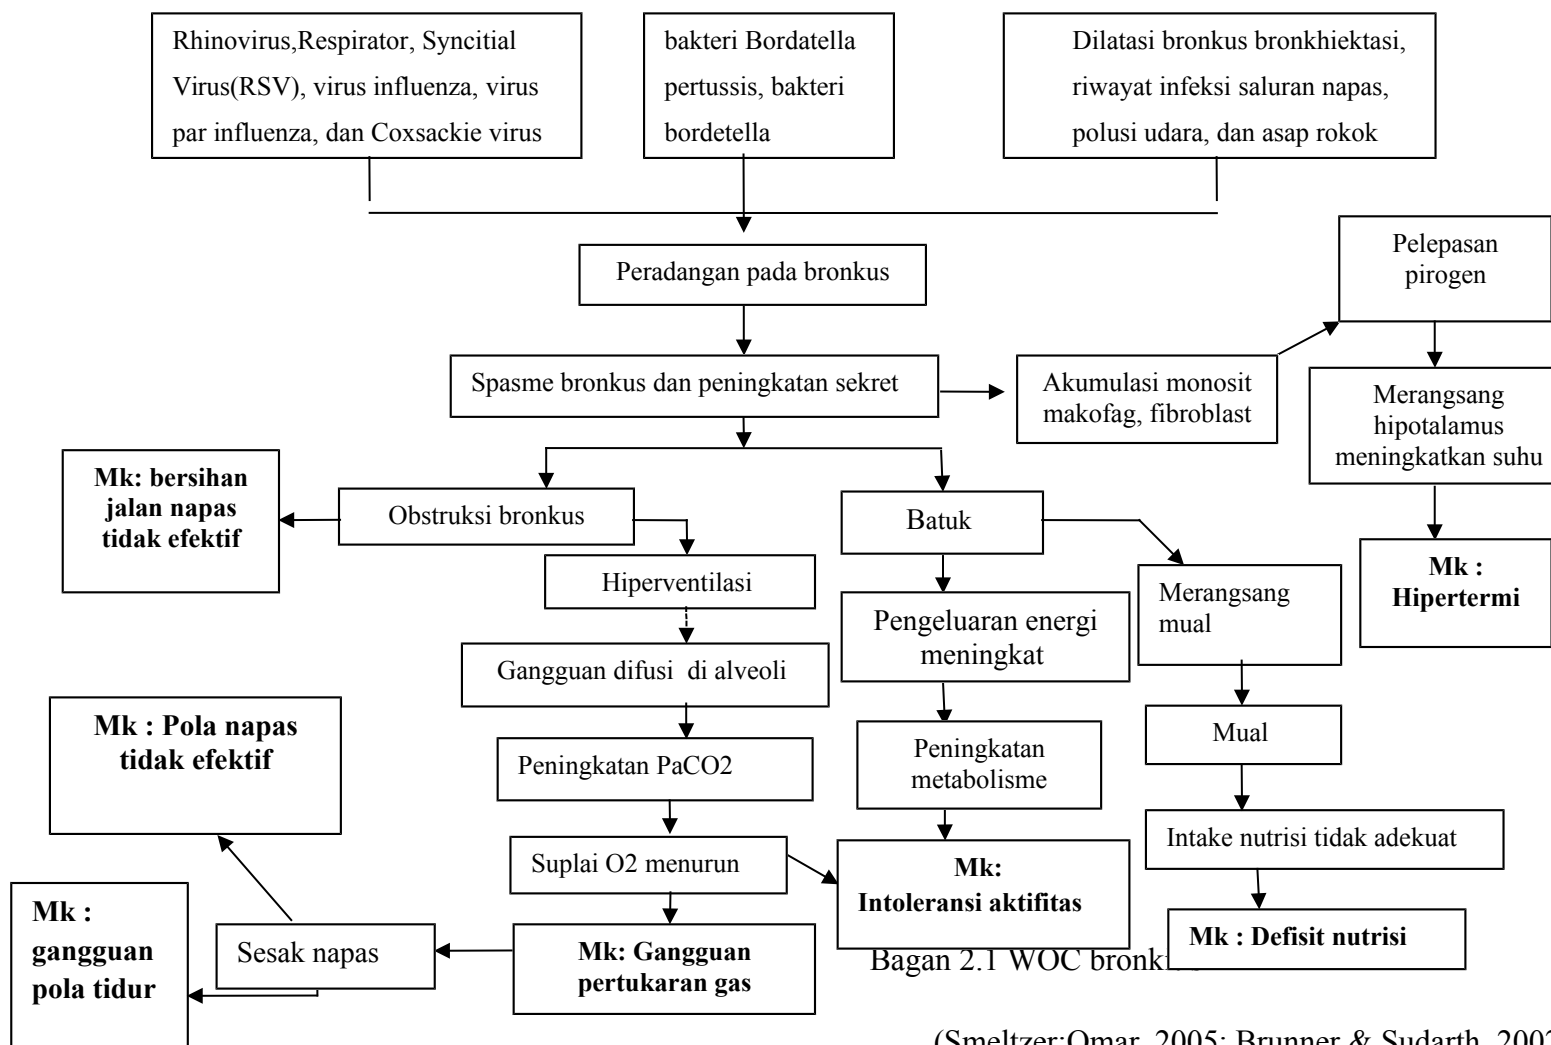 Rhinovirus,Respirator, Syncitial
Virus(RSV), virus influenza, virus
par influenza, dan Coxsackie virus
bakteri Bordatella
pertussis, bakteri
bordetella
Dilatasi bronkus bronkhiektasi,
riwayat infeksi saluran napas,
polusi udara, dan asap rokok
Peradangan pada bronkus
Pelepasan
pirogen
Spasme bronkus dan peningkatan sekret
Akumulasi monosit
makofag, fibroblast
Merangsang
hipotalamus
meningkatkan suhu
Mk: bersihan
jalan napas
tidak efektif
Obstruksi bronkus
Batuk
Mk :
Hipertermi
Hiperventilasi
Merangsang
mual
Pengeluaran energi
meningkat
Gangguan difusi  di alveoli
Mk : Pola napas
tidak efektif
Mual
Peningkatan PaCO2
Peningkatan
metabolisme
Intake nutrisi tidak adekuat
Suplai O2 menurun
Mk:
Intoleransi aktifitas
Mk :
gangguan
pola tidur
Sesak napas
Mk: Gangguan
pertukaran gas
Mk : Defisit nutrisi
Bagan 2.1 WOC
(Smeltzer;Omar, 2005; Brunner & Sudarth,